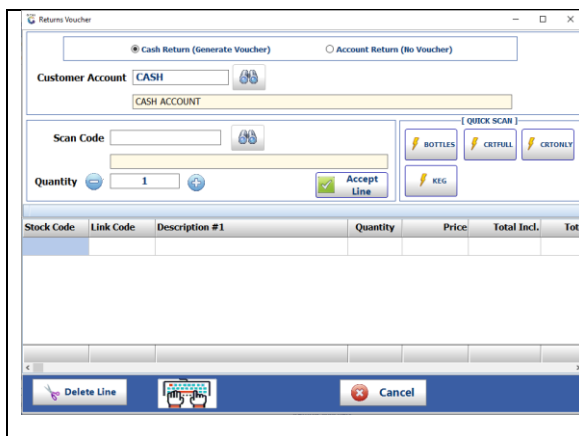 Returns Voucher
Cash Return (Generate Voucher) Account Return (No Voucher)
Customer Account CASH
CASH ACCOUNT
[ QUICK SCAN ]
Scan Code
BOTTLES CRTFULL CRTONLY
Quantity 1 Accept Line
KEG
Stock Code Link Code Description #1 Quantity Price Total Incl. Tot
Delete Line Cancel